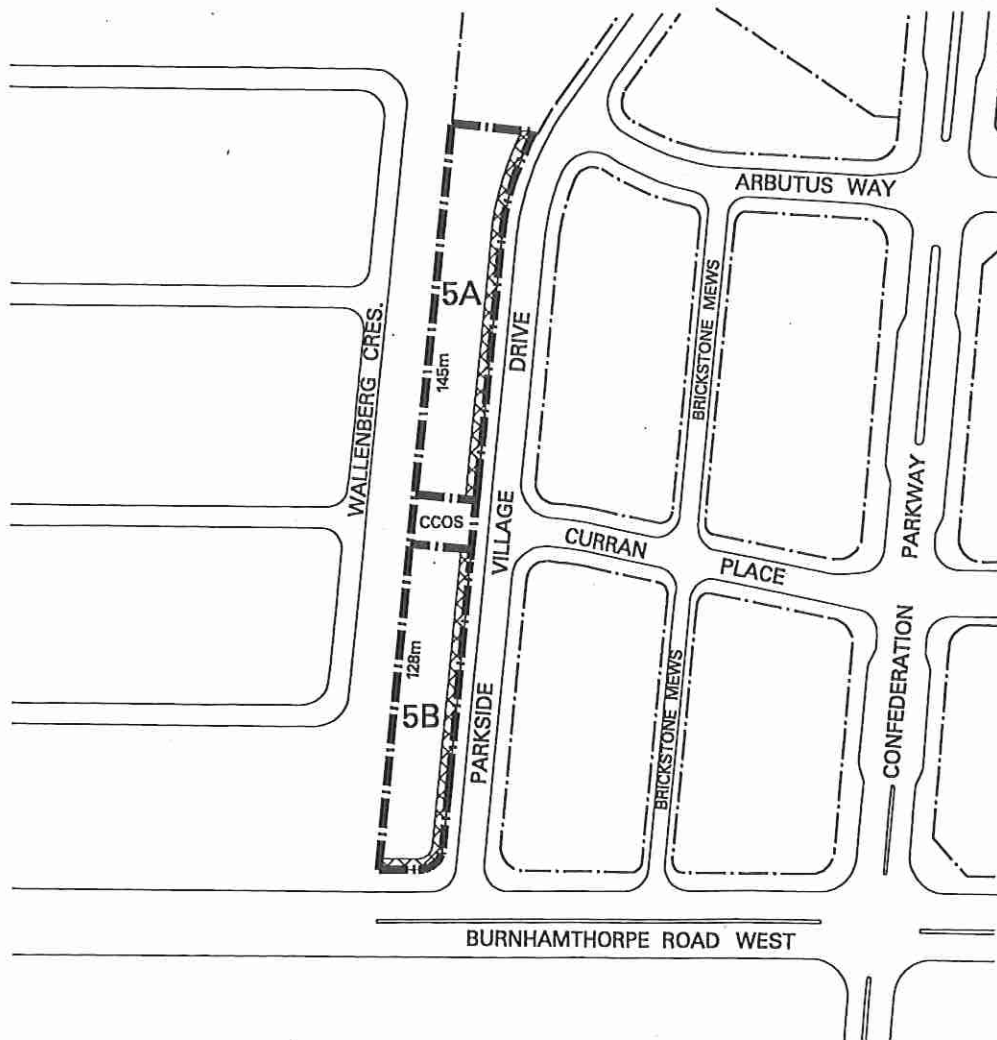 ARBUTUS WAY
5A
WALLENBERG CRES.
145m
DRIVE
BRICKSTONE MEWS
CCOS
VILLAGE
CURRAN
PLACE
PARKWAY
128m
5B
PARKSIDE
BRICKSTONE MEWS
CONFEDERATION
BURNHAMTHORPE ROAD WEST